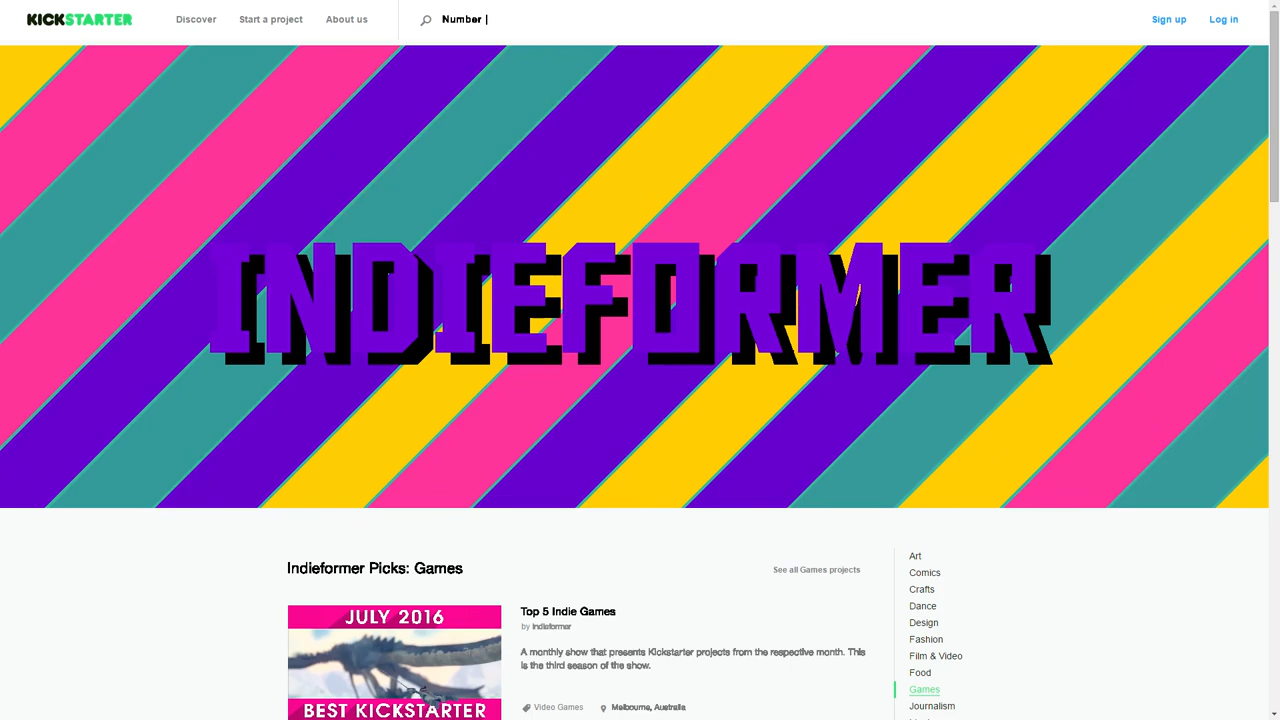 KICKSTARTER Discover Start a project About us Number Sign up Log in
INDIEFORMER
Indieformer Picks: Games
See all Games projects
JULY 2016
BEST KICKSTARTER
Top 5 Indie Games
by Indieformer
A monthly show that presents Kickstarter projects from the respective month. This
is the third season of the show.
Video Games Melbourne, Australia
Art
Comics
Crafts
Dance
Design
Fashion
Film & Video
Food
Games
Journalism